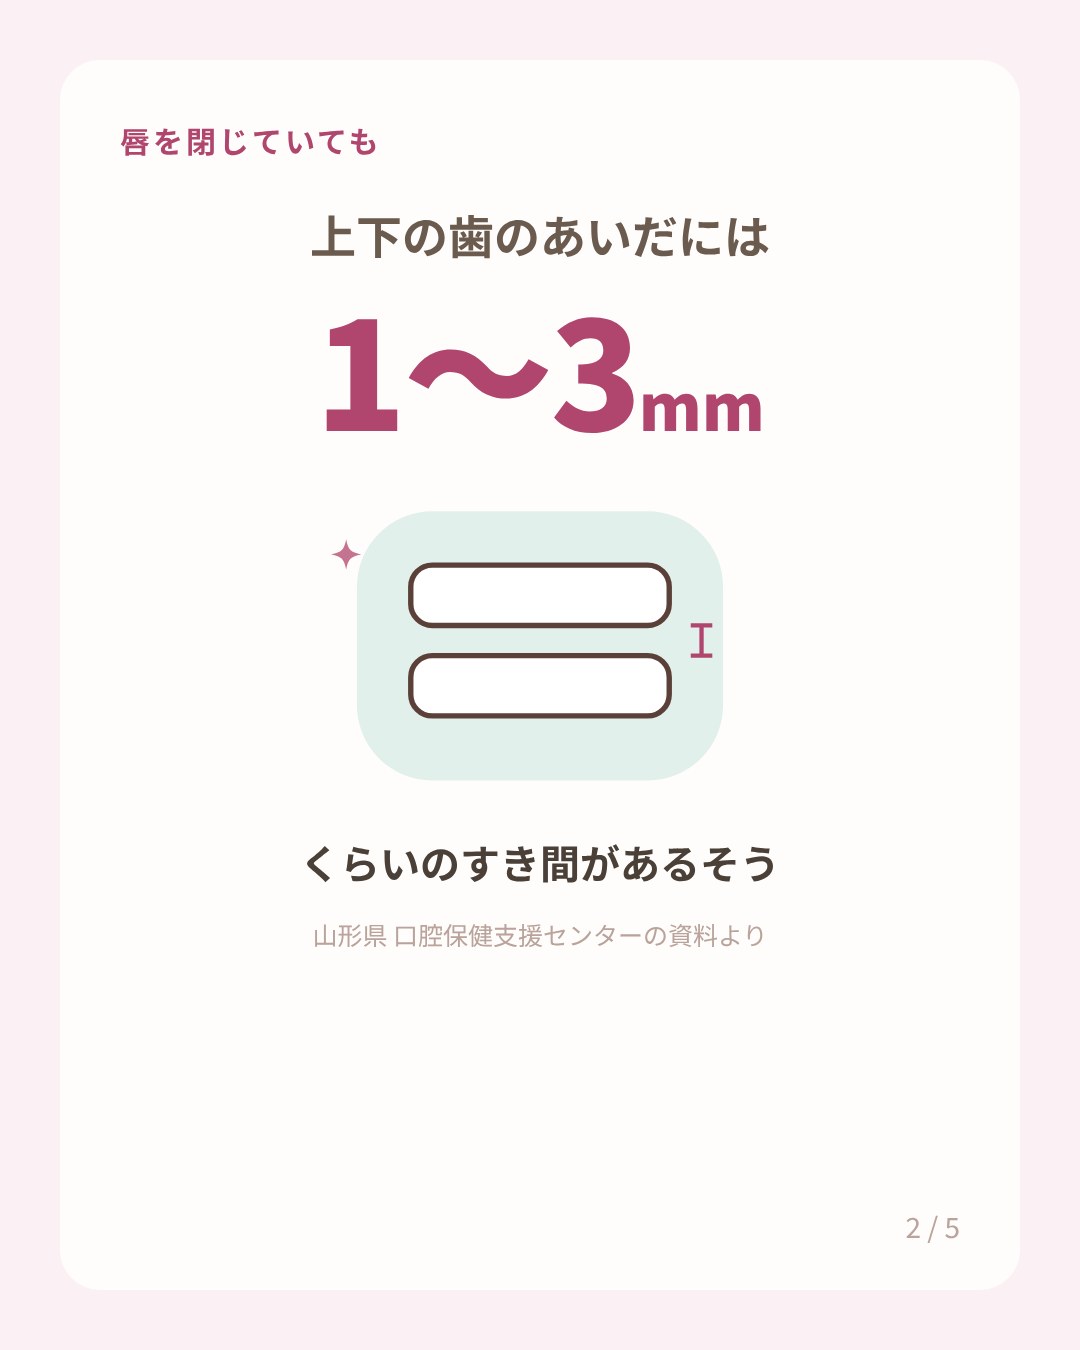 唇を閉じていても
上下の歯のあいだには
1〜3mm
くらいのすき間があるそう
山形県 口腔保健支援センターの資料より
2 / 5